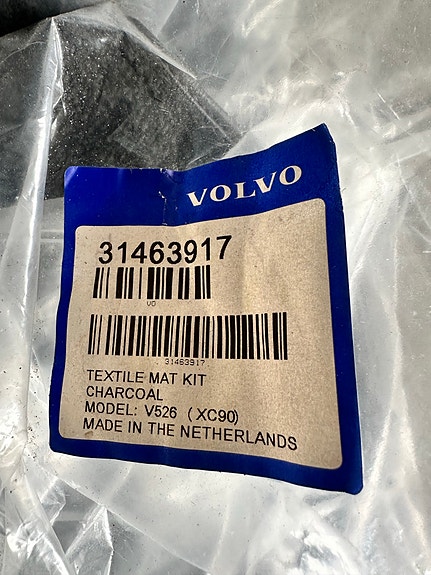 VOLVO
31463917
VO
31463917
TEXTILE MAT KIT
CHARCOAL
MODEL: V526 (XC90)
MADE IN THE NETHERLANDS